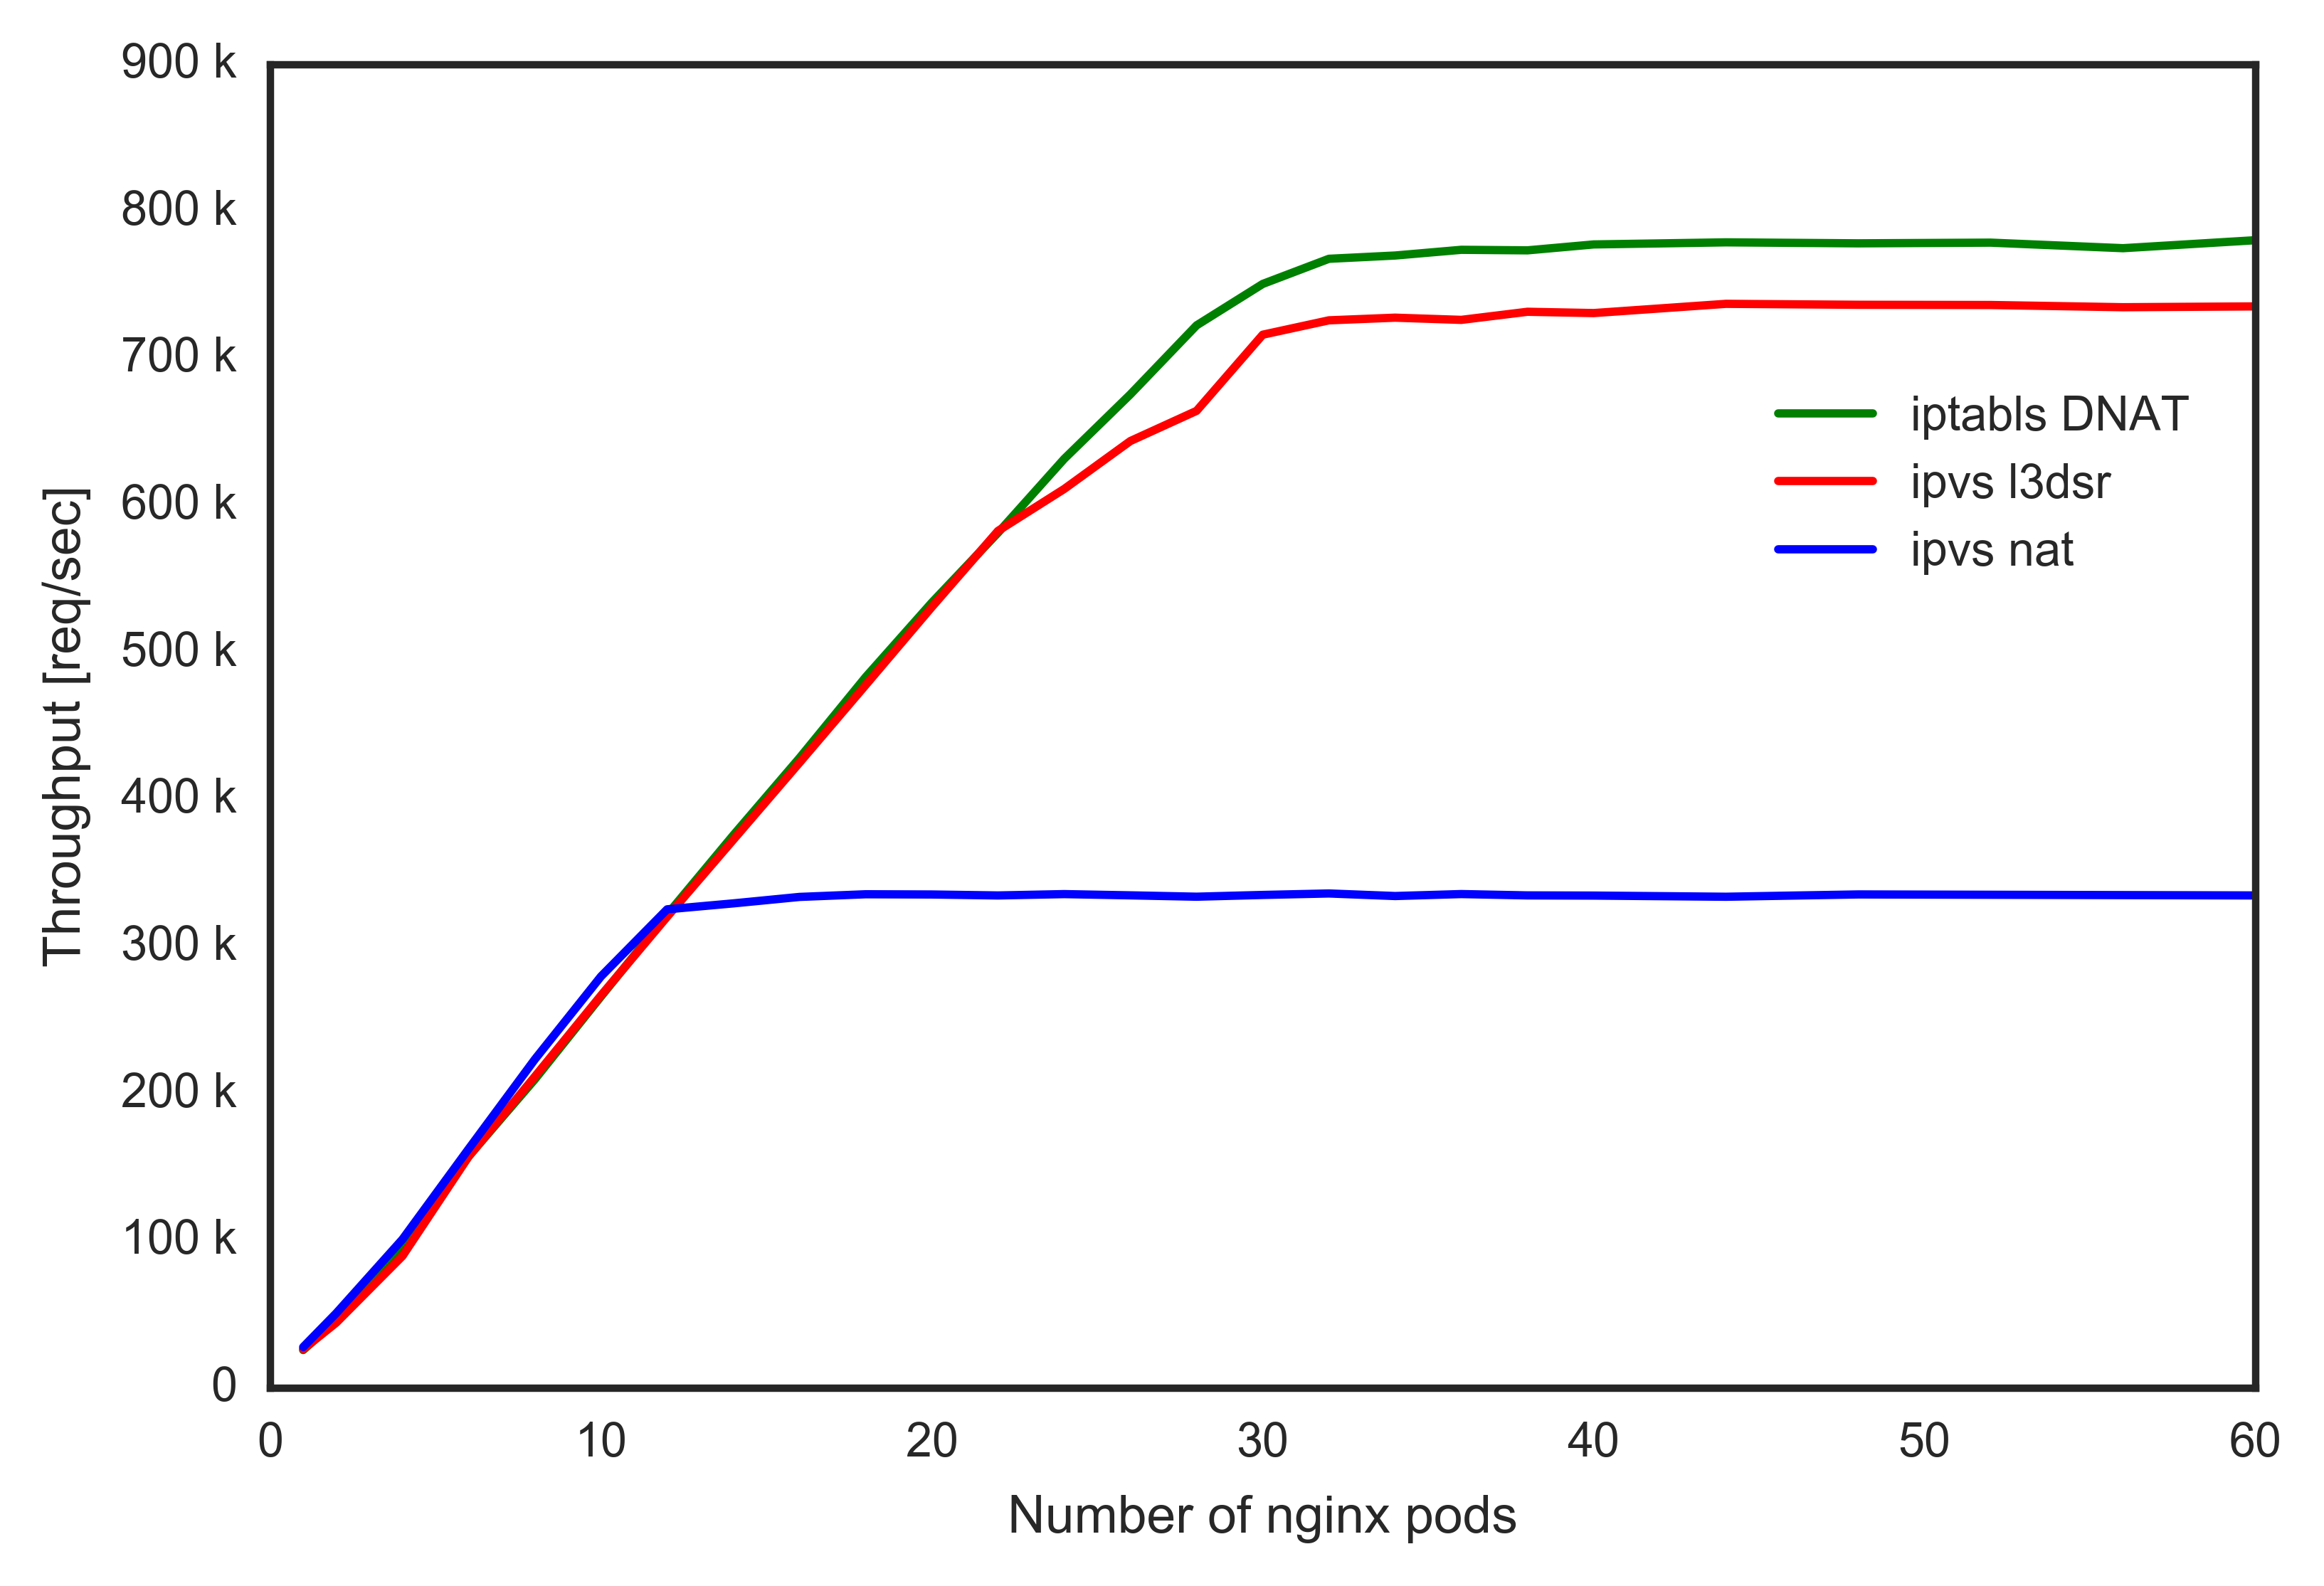 900 k
800 k
700 k
600 k
500 k
400 k
300 k
200 k
100 k
0
Throughput [req/sec]
iptabls DNAT
ipvs l3dsr
ipvs nat
0 10 20 30 40 50 60
Number of nginx pods